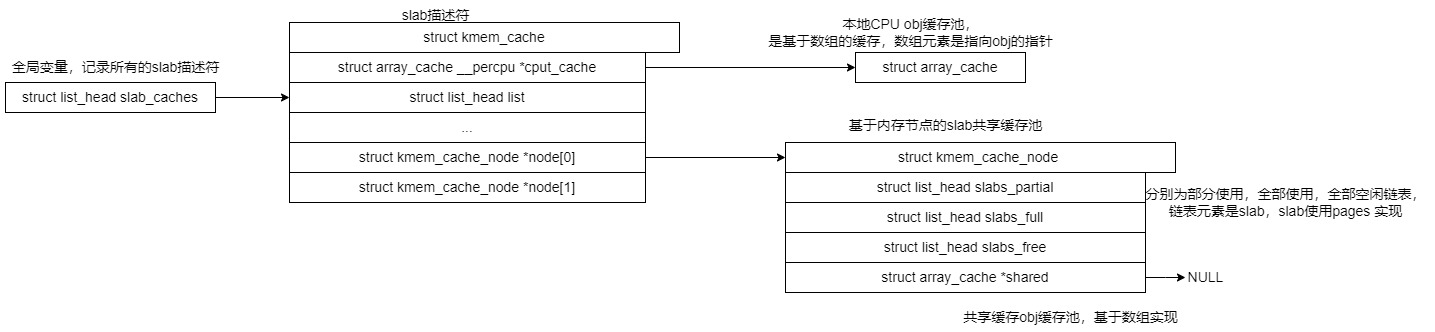 全局变量，记录所有的slab描述符
struct list_head slab_caches
slab描述符
struct kmem_cache
struct array_cache __percpu *cput_cache
struct list_head list
...
struct kmem_cache_node *node[0]
struct kmem_cache_node *node[1]
本地CPU obj缓存池，
是基于数组的缓存，数组元素是指向obj的指针
struct array_cache
基于内存节点的slab共享缓存池
struct kmem_cache_node
struct list_head slabs_partial
struct list_head slabs_full
struct list_head slabs_free
struct array_cache *shared
分别为部分使用，全部使用，全部空闲链表，
链表元素是slab，slab使用pages 实现
NULL
共享缓存obj缓存池，基于数组实现